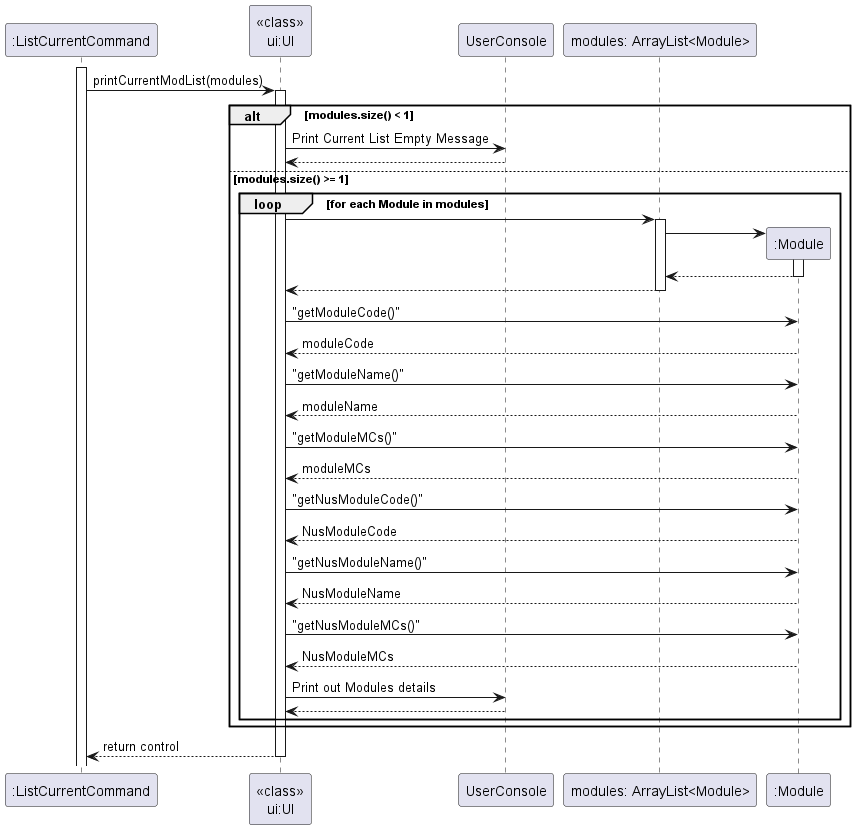 «class»
:ListCurrentCommand
ui:UI
UserConsole
modules: ArrayList<Module>
printCurrentModList(modules)
alt
[modules.size() < 1]
Print Current List Empty Message
[modules.size() >= 1]
loop
[for each Module in modules]
:Module
"getModuleCode()"
moduleCode
"getModuleName()"
moduleName
"getModuleMCs()"
moduleMCs
"getNusModuleCode()"
NusModuleCode
"getNusModuleName()"
NusModuleName
"getNusModuleMCs()"
NusModuleMCs
Print out Modules details
return control
:ListCurrentCommand
«class»
ui:UI
UserConsole
modules: ArrayList<Module>
:Module